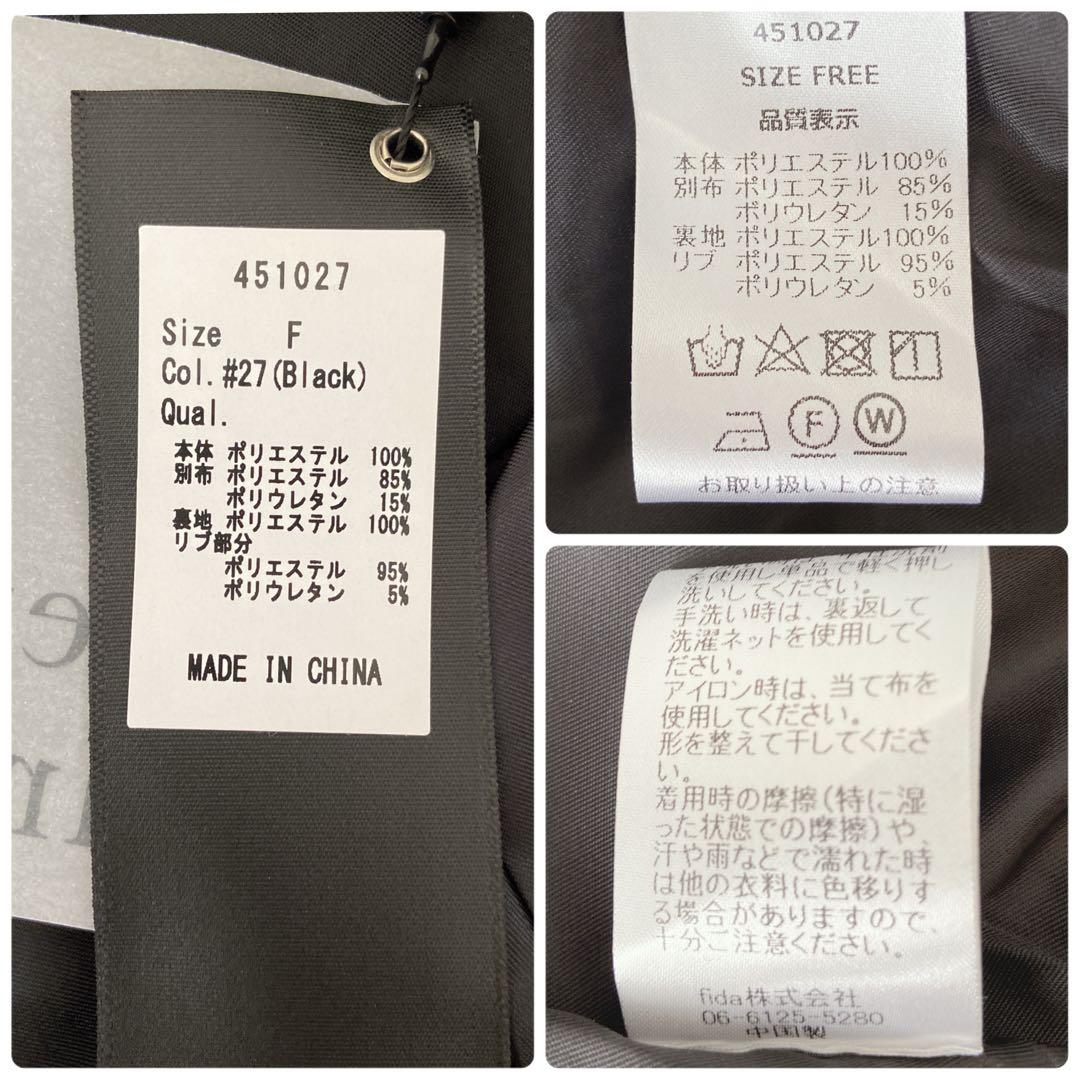 451027
Size F
Col.#27(Black)
Qual.
本体 ポリエステル 100%
別布 ポリエステル 85%
ポリウレタン 15%
裏地 ポリエステル 100%
リブ部分
ポリエステル 95%
ポリウレタン 5%
MADE IN CHINA
451027
SIZE FREE
品質表示
本体 ポリエステル100%
別布 ポリエステル 85%
ポリウレタン 15%
裏地 ポリエステル100%
リブ ポリエステル 95%
ポリウレタン 5%
F W
お取り扱い上の注意
を使用し単品で軽く押し
洗いしてください。
手洗い時は、裏返して
洗濯ネットを使用してく
ださい。
アイロン時は、当て布を
使用してください。
形を整えて干してくださ
い。
着用時の摩擦(特に湿
った状態での摩擦)や、
汗や雨などで濡れた時
は他の衣料に色移りす
る場合がありますので、
十分ご注意ください。
fida株式会社
06-6125-5280
中国製